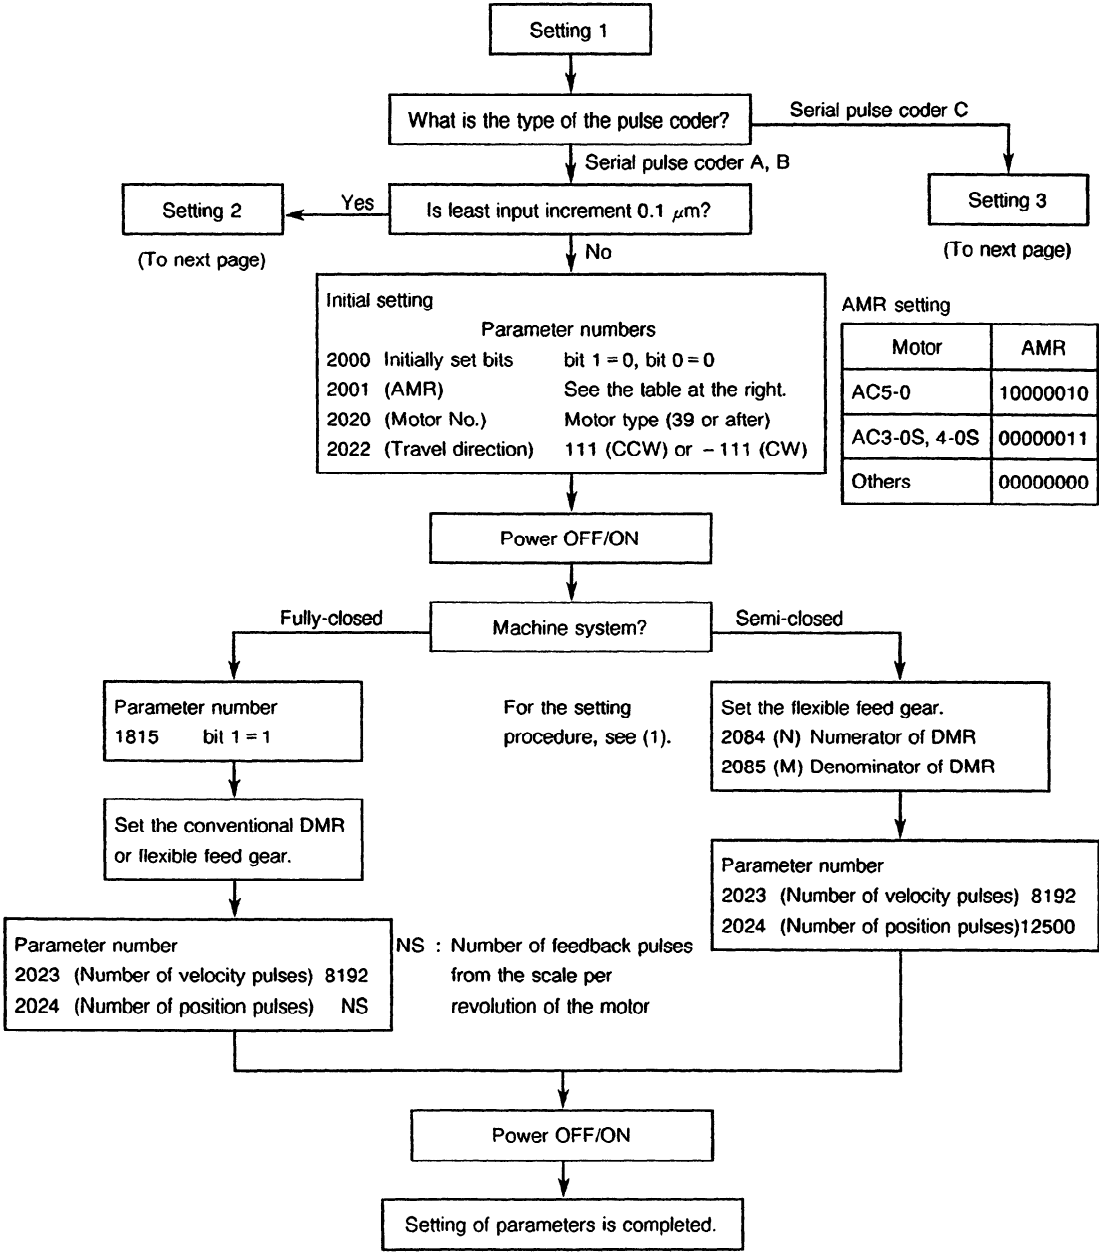 Setting 1
What is the type of the pulse coder?
Serial pulse coder C
Serial pulse coder A, B
Setting 2
Yes
Is least input increment 0.1 μm?
Setting 3
(To next page)
No
(To next page)
Initial setting
Parameter numbers
2000 Initially set bits bit 1 = 0, bit 0 = 0
2001 (AMR) See the table at the right.
2020 (Motor No.) Motor type (39 or after)
2022 (Travel direction) 111 (CCW) or - 111 (CW)
AMR setting
Motor AMR
AC5-0 10000010
AC3-0S, 4-0S 00000011
Others 00000000
Power OFF/ON
Fully-closed
Machine system?
Semi-closed
Parameter number
1815 bit 1 = 1
For the setting
procedure, see (1).
Set the flexible feed gear.
2084 (N) Numerator of DMR
2085 (M) Denominator of DMR
Set the conventional DMR
or flexible feed gear.
Parameter number
2023 (Number of velocity pulses) 8192
2024 (Number of position pulses) 12500
Parameter number
2023 (Number of velocity pulses) 8192
2024 (Number of position pulses) NS
NS : Number of feedback pulses
from the scale per
revolution of the motor
Power OFF/ON
Setting of parameters is completed.